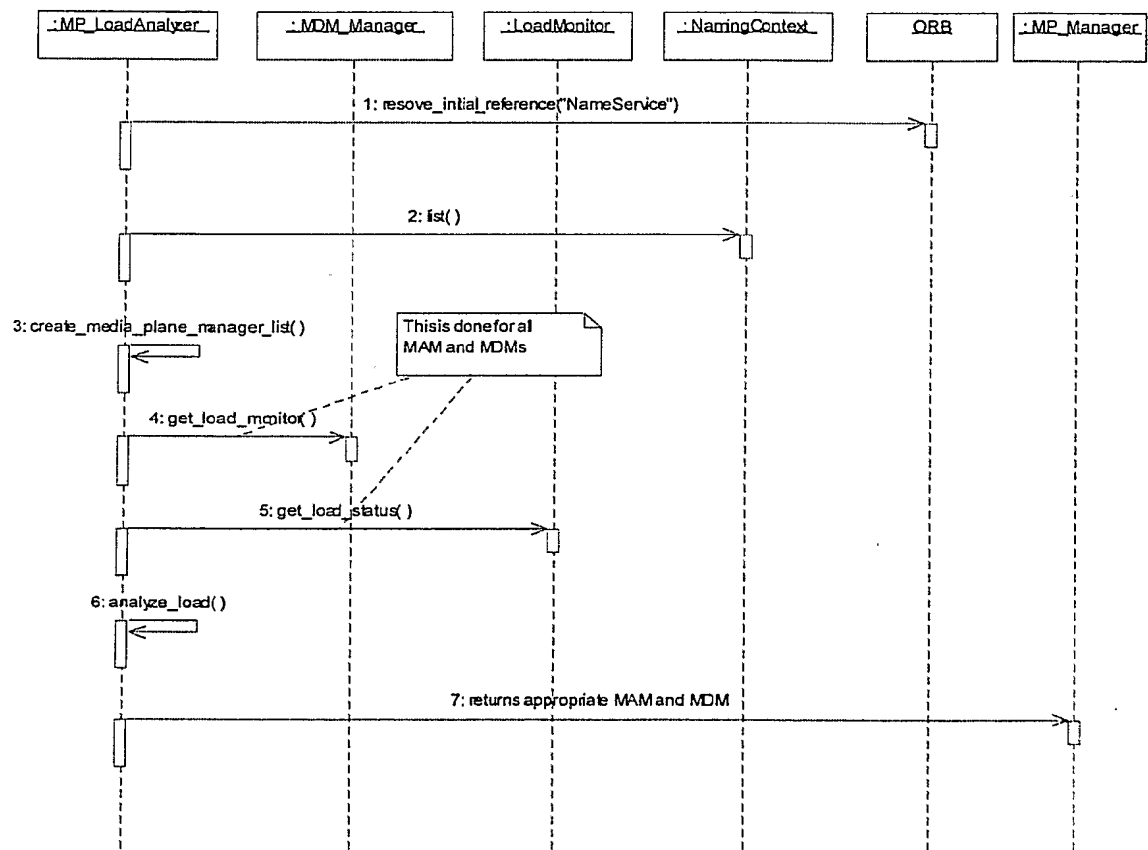 :MP_LoadAnalyzer
:MDM_Manager
:LoadMonitor
:NamingContext
ORB
:MP_Manager
1: resove_intial_reference("NameService")
2: list( )
3: create_media_plane_manager_list( )
This is done for all
MAM and MDMs
4: get_load_monitor( )
5: get_load_status( )
6: analyze_load( )
7: returns appropriate MAM and MDM